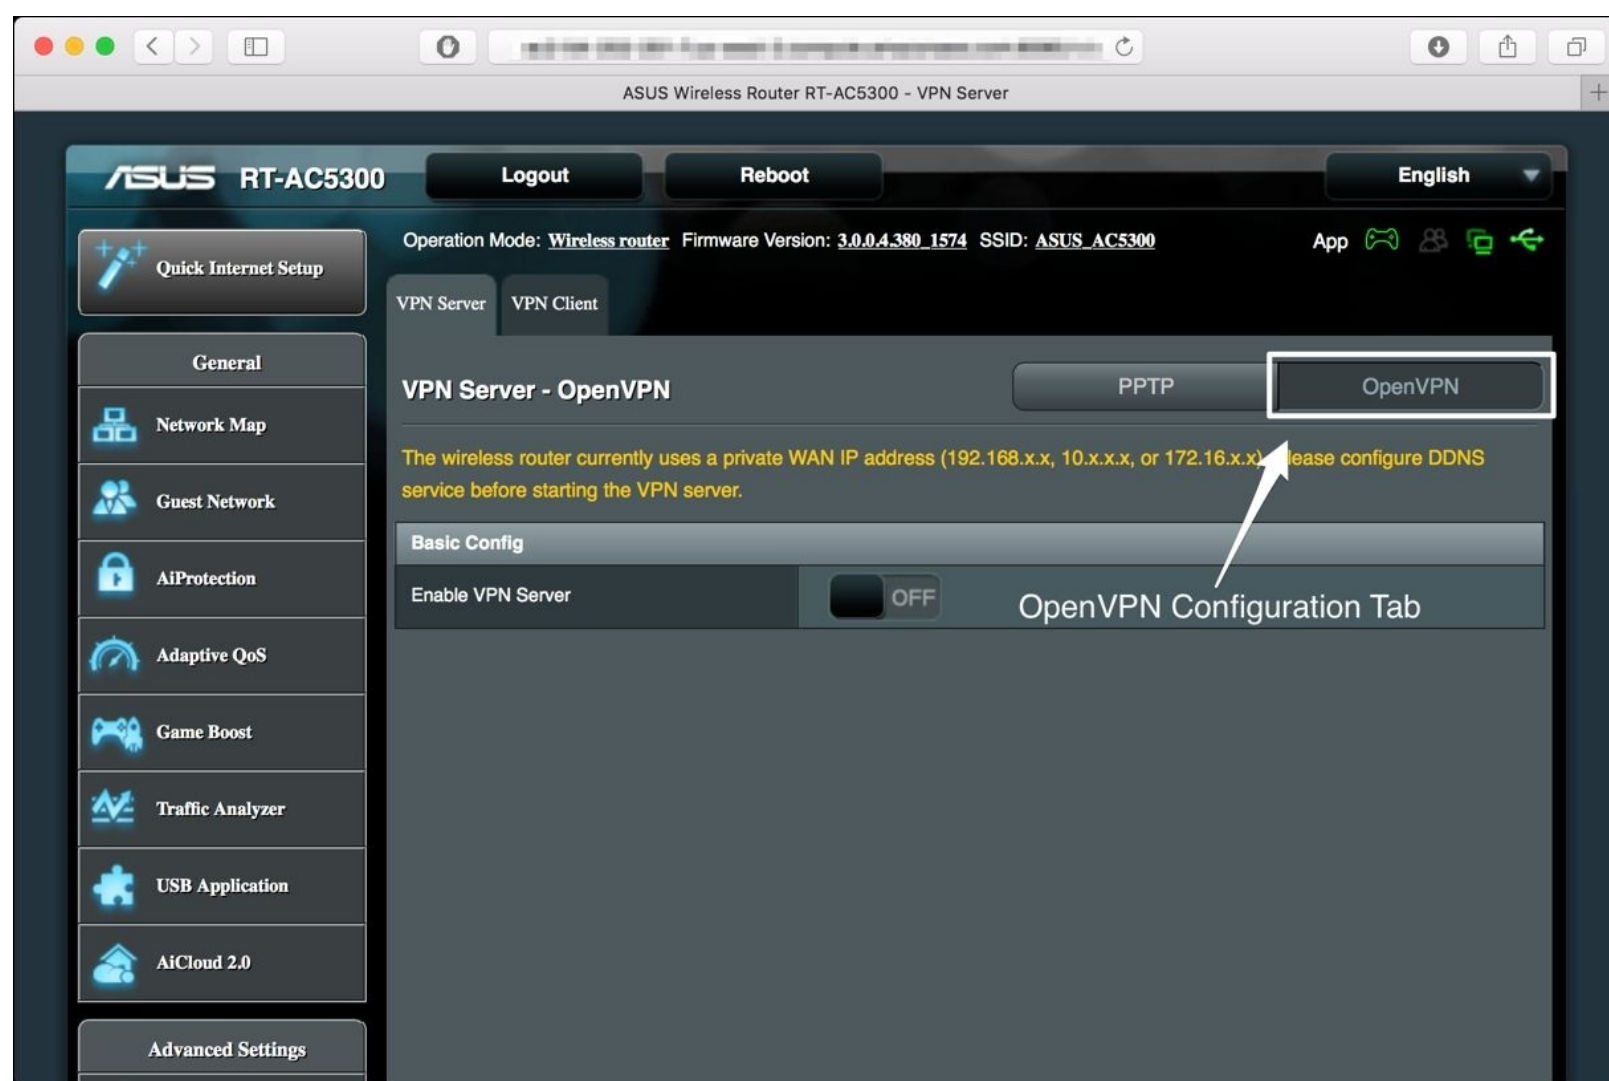 ASUS Wireless Router RT-AC5300 - VPN Server
ASUS RT-AC5300 Logout Reboot English
Operation Mode: Wireless router Firmware Version: 3.0.0.4.380_1574 SSID: ASUS_AC5300 App
Quick Internet Setup
VPN Server VPN Client
General
VPN Server - OpenVPN PPTP OpenVPN
Network Map
The wireless router currently uses a private WAN IP address (192.168.x.x, 10.x.x.x, or 172.16.x.x) lease configure DDNS
service before starting the VPN server.
Guest Network
Basic Config
AiProtection
Enable VPN Server OFF
OpenVPN Configuration Tab
Adaptive QoS
Game Boost
Traffic Analyzer
USB Application
AiCloud 2.0
Advanced Settings